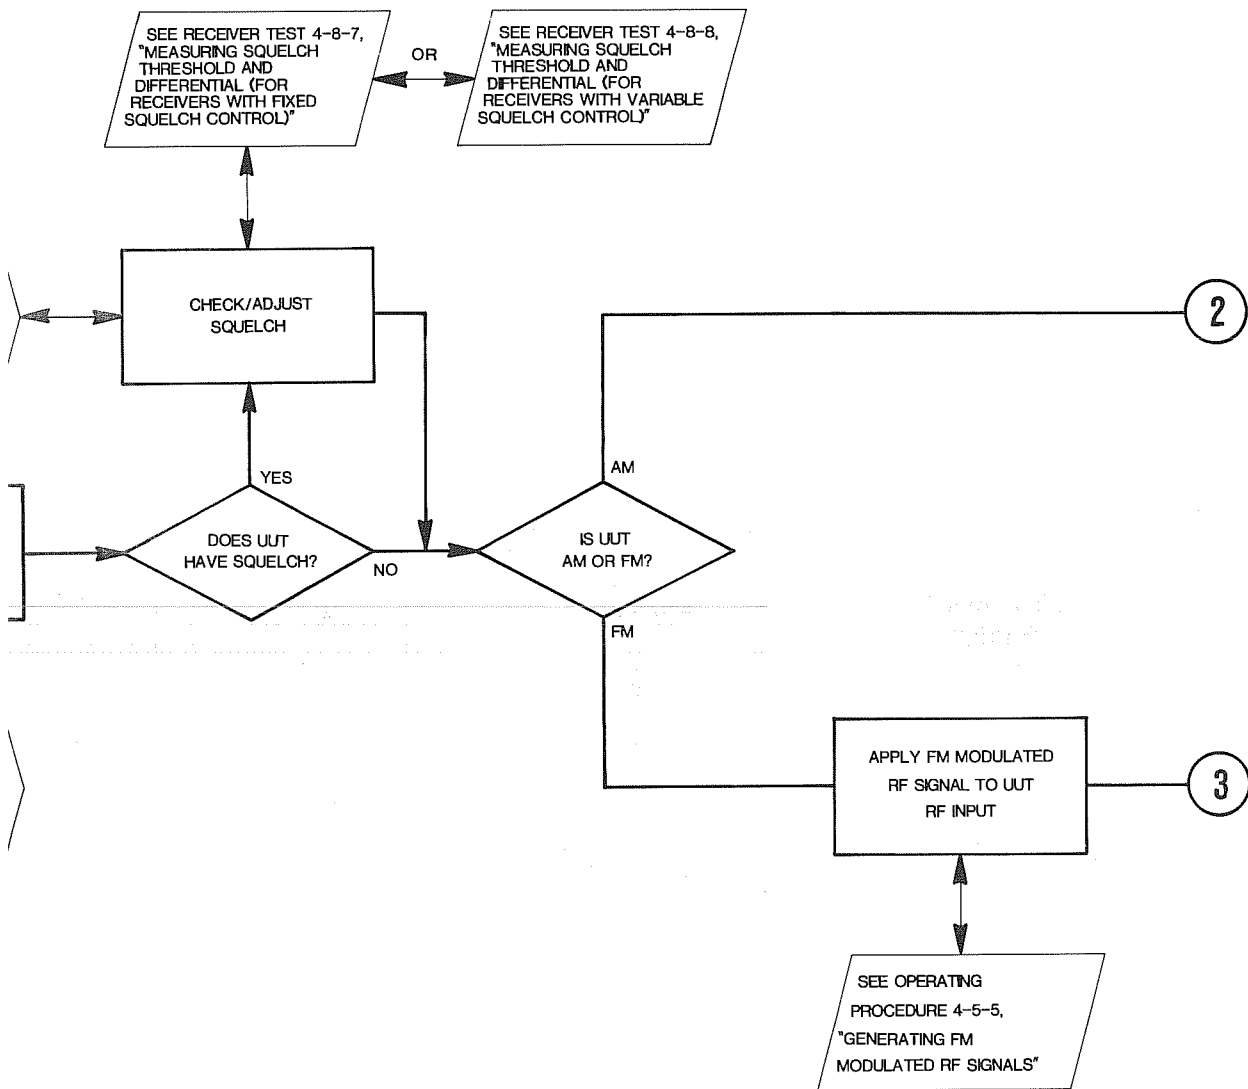 SEE RECEIVER TEST 4-8-7,
"MEASURING SQUELCH
THRESHOLD AND
DIFFERENTIAL (FOR
RECEIVERS WITH FIXED
SQUELCH CONTROL)"
OR
SEE RECEIVER TEST 4-8-8,
"MEASURING SQUELCH
THRESHOLD AND
DIFFERENTIAL (FOR
RECEIVERS WITH VARIABLE
SQUELCH CONTROL)"
CHECK/ADJUST
SQUELCH
2
YES
AM
DOES UUT
HAVE SQUELCH?
NO
IS UUT
AM OR FM?
FM
APPLY FM MODULATED
RF SIGNAL TO UUT
RF INPUT
3
SEE OPERATING
PROCEDURE 4-5-5,
"GENERATING FM
MODULATED RF SIGNALS"